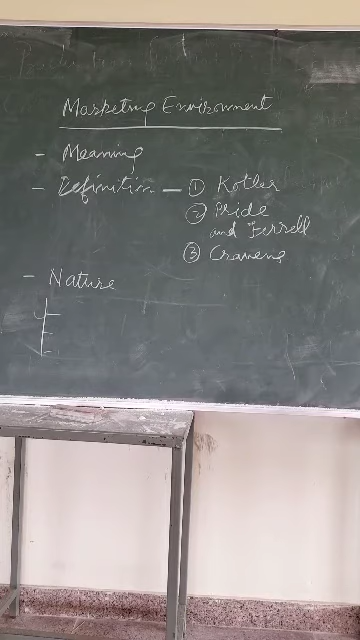 Marketing Environment
- Meaning
- Definition - ① Kotler
② Pride
and Ferrell
③ Cravens
- Nature